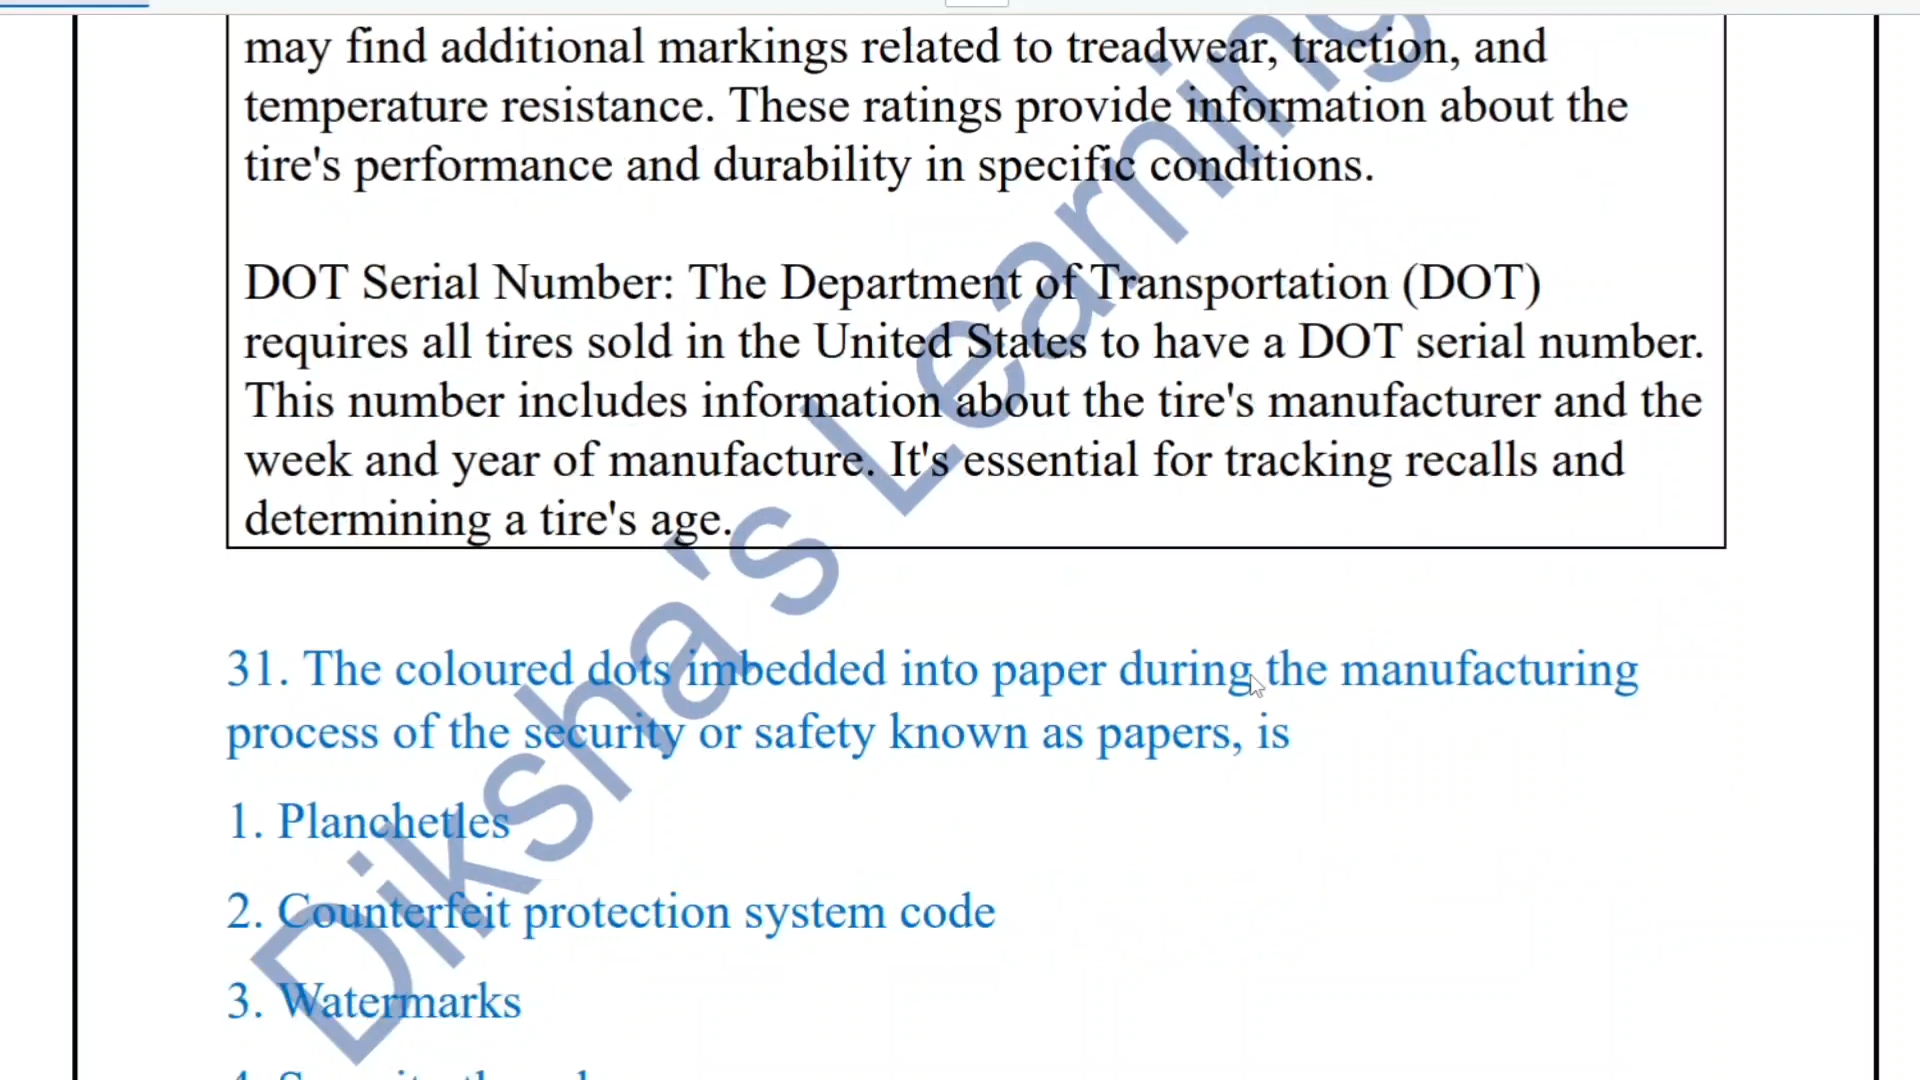 may find additional markings related to treadwear, traction, and
temperature resistance. These ratings provide information about the
tire's performance and durability in specific conditions.
DOT Serial Number: The Department of Transportation (DOT)
requires all tires sold in the United States to have a DOT serial number.
This number includes information about the tire's manufacturer and the
week and year of manufacture. It's essential for tracking recalls and
determining a tire's age.
31. The coloured dots imbedded into paper during the manufacturing
process of the security or safety known as papers, is
1. Planchetles
2. Counterfeit protection system code
3. Watermarks
Diksha's Learning